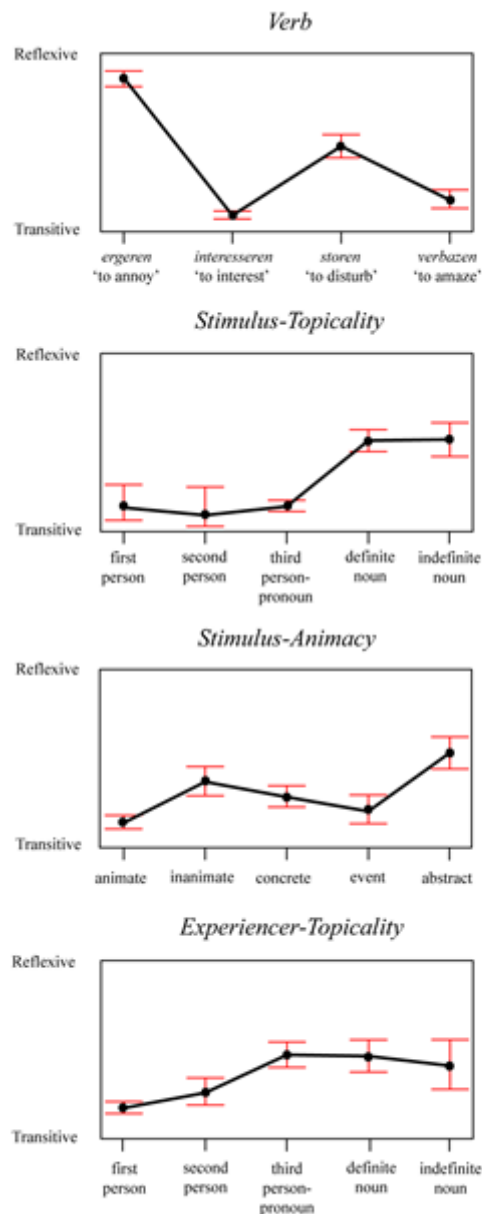 Verb
Reflexive
Transitive
ergeren interesseren storen verbazen
‘to annoy’ ‘to interest’ ‘to disturb’ ‘to amaze’
Stimulus-Topicality
Reflexive
Transitive
first second third definite indefinite
person person person- noun noun
pronoun
Stimulus-Animacy
Reflexive
Transitive
animate inanimate concrete event abstract
Experiencer-Topicality
Reflexive
Transitive
first second third definite indefinite
person person person- noun noun
pronoun